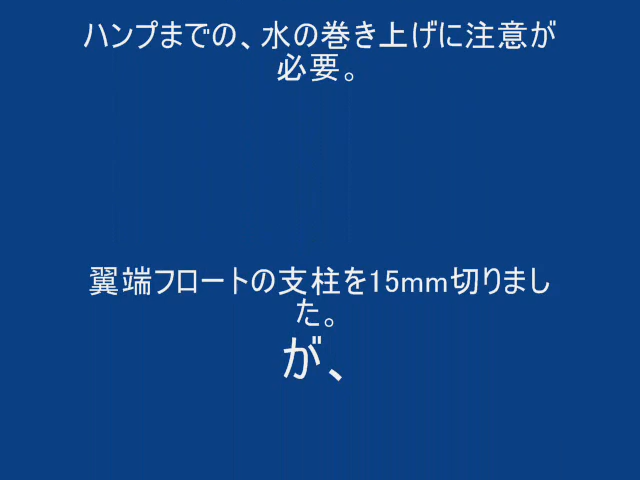 ハンプまでの、水の巻き上げに注意が
必要。
翼端フロートの支柱を15mm切りまし
た。
が、